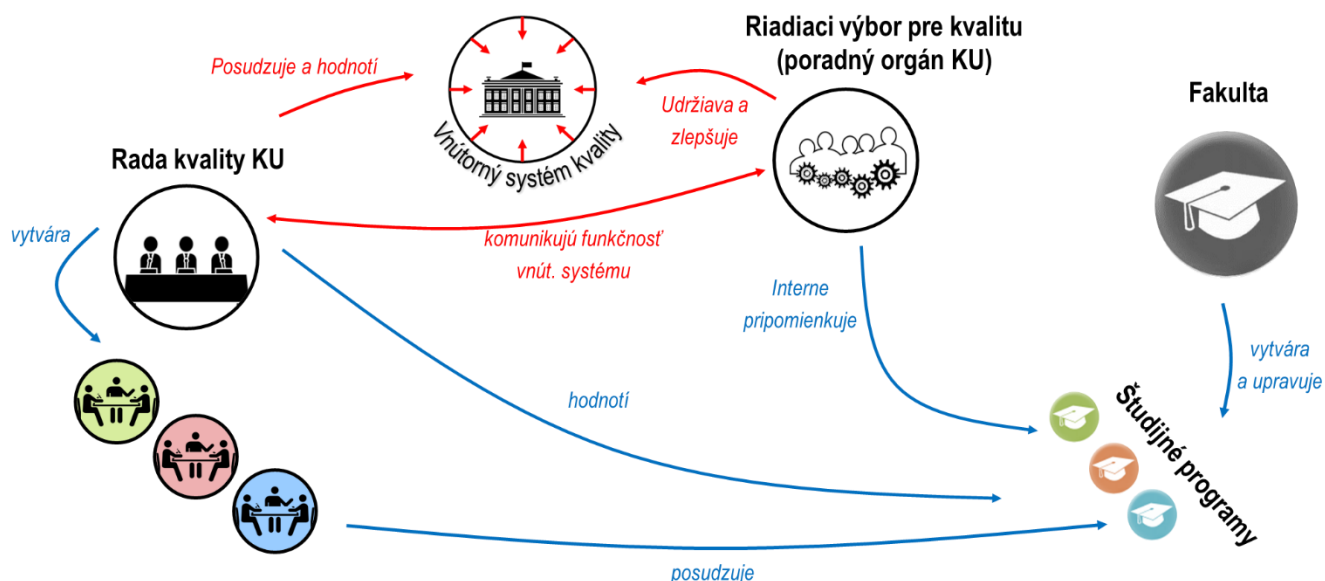 Riadiaci výbor pre kvalitu
(poradný orgán KU)
Posudzuje a hodnotí
Vnútorný systém kvality
Udržiava a
zlepšuje
Fakulta
Rada kvality KU
vytvára
komunikujú funkčnosť
vnút. systému
Interne
pripomienkuje
vytvára
a upravuje
hodnotí
Študijné programy
posudzuje